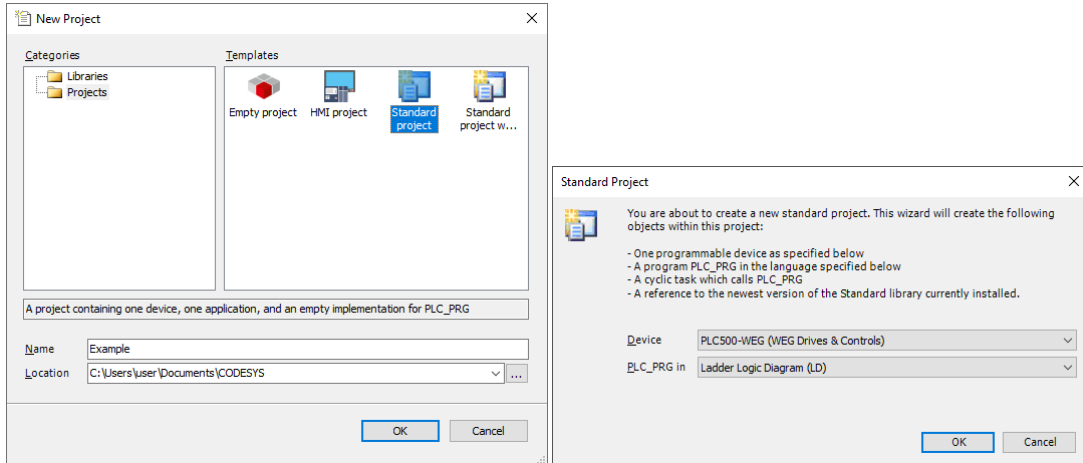 New Project
Categories
Templates
Libraries
Projects
Empty project
HMI project
Standard
project
Standard
project w...
A project containing one device, one application, and an empty implementation for PLC_PRG
Name
Example
Location
C:\Users\user\Documents\CODESYS
...
OK
Cancel
Standard Project
You are about to create a new standard project. This wizard will create the following
objects within this project:
- One programmable device as specified below
- A program PLC_PRG in the language specified below
- A cyclic task which calls PLC_PRG
- A reference to the newest version of the Standard library currently installed.
Device
PLC500-WEG (WEG Drives & Controls)
PLC_PRG in
Ladder Logic Diagram (LD)
OK
Cancel